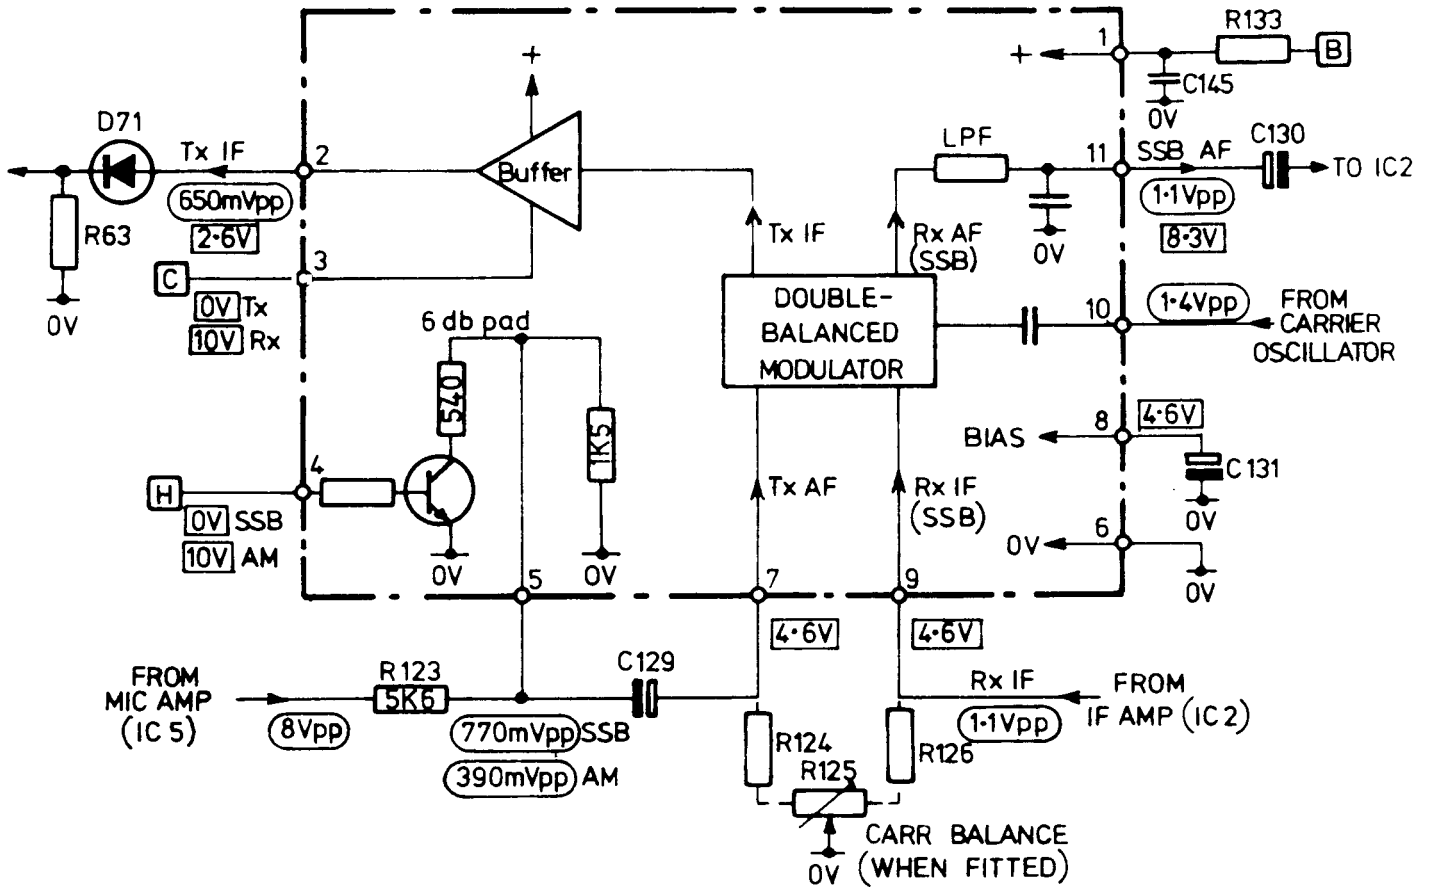 R133
1
B
+
+
C145
0V
D71
Tx IF
2
Buffer
LPF
11
SSB AF
C130
TO IC2
650mVpp
2·6V
1·1Vpp
8·3V
R63
Tx IF
Rx AF
(SSB)
0V
3
C
0V Tx
10V Rx
0V
DOUBLE-
BALANCED
MODULATOR
10
1·4Vpp
FROM
CARRIER
OSCILLATOR
6 db pad
540
1K5
BIAS
8
4·6V
C131
0V
4
H
0V SSB
10V AM
Tx AF
Rx IF
(SSB)
0V
6
0V
0V
0V
5
7
9
4·6V
4·6V
FROM
MIC AMP
(IC5)
R123
5K6
C129
8Vpp
770mVpp SSB
390mVpp AM
Rx IF
1·1Vpp
FROM
IF AMP (IC2)
R124
R125
R126
CARR BALANCE
(WHEN FITTED)
0V